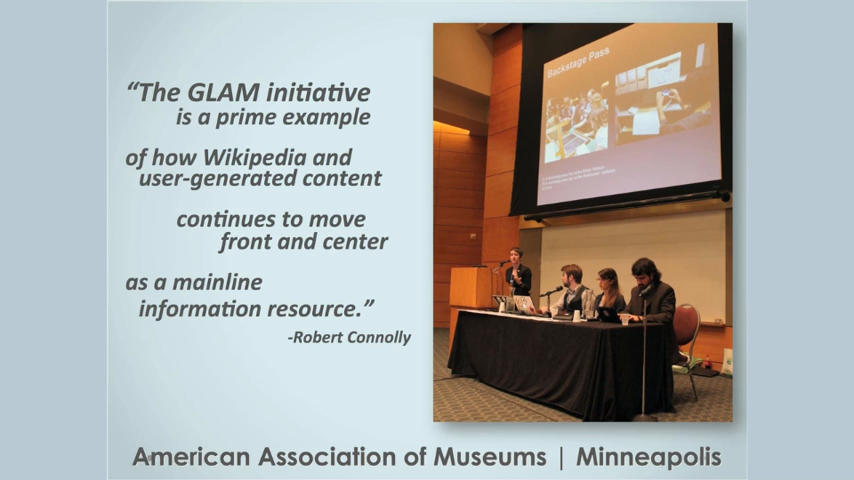 “The GLAM initiative
is a prime example
of how Wikipedia and
user-generated content
continues to move
front and center
as a mainline
information resource.”
-Robert Connolly
Backstage Pass
American Association of Museums | Minneapolis